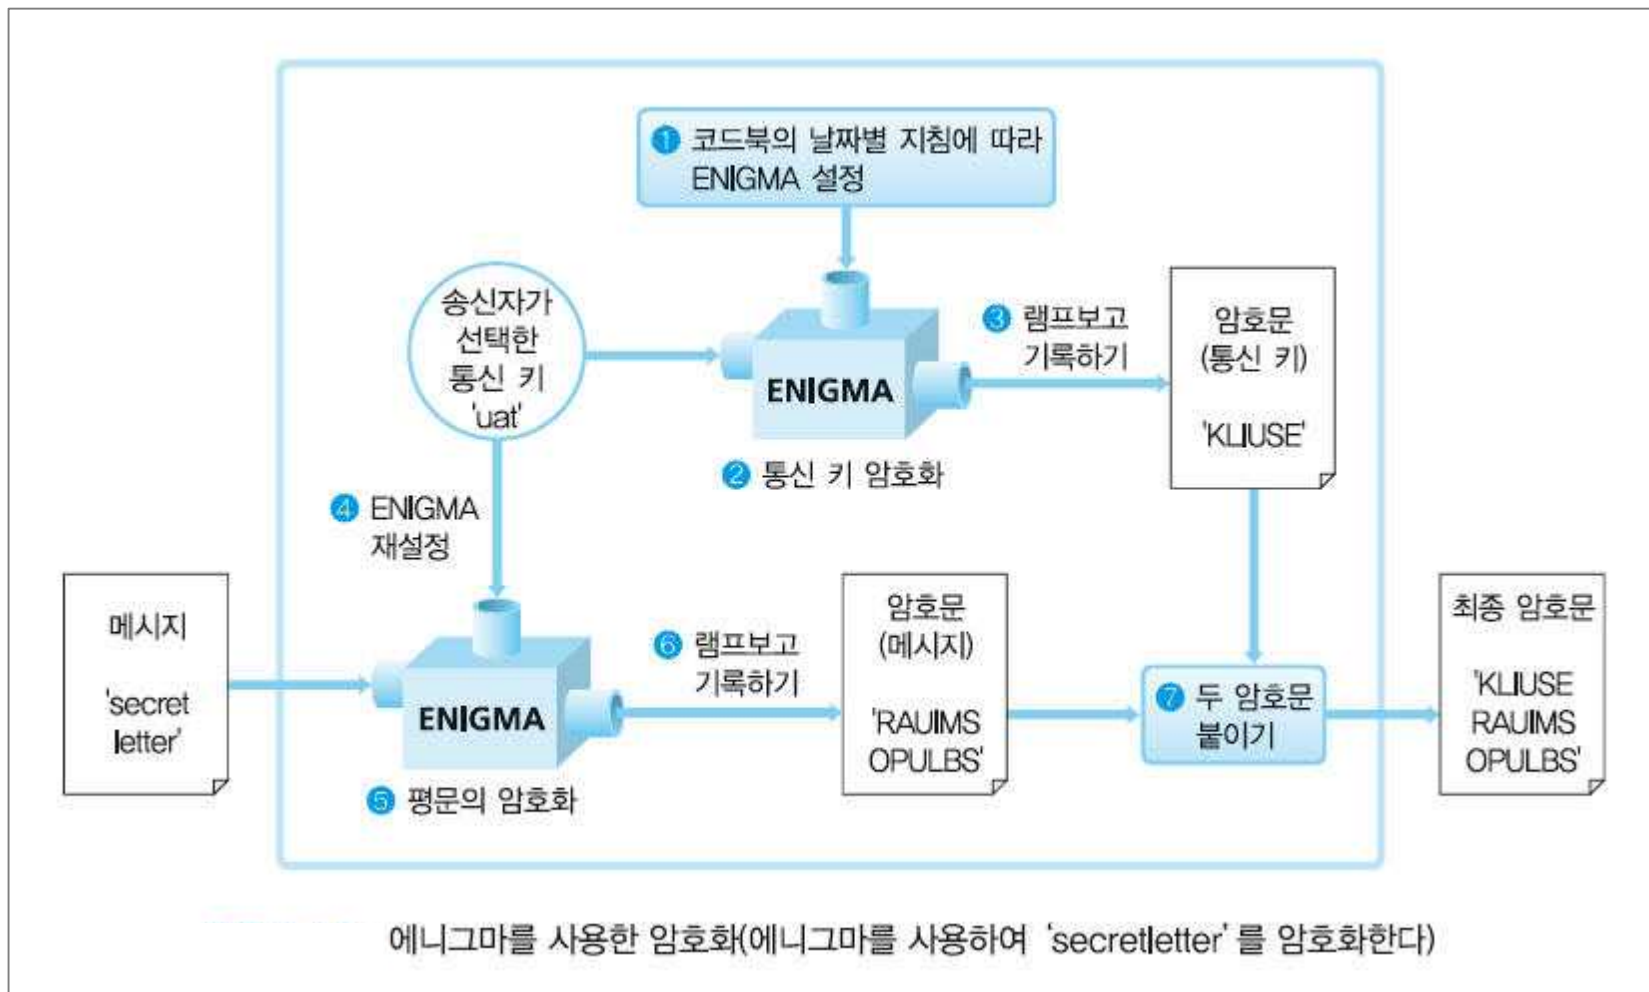 ❶ 코드북의 날짜별 지침에 따라
ENIGMA 설정
송신자가
선택한
통신 키
'uat'
ENIGMA
❷ 통신 키 암호화
❸ 램프보고
기록하기
암호문
(통신 키)
'KLIUSE'
❹ ENIGMA
재설정
메시지
'secret
letter'
ENIGMA
❺ 평문의 암호화
❻ 램프보고
기록하기
암호문
(메시지)
'RAUIMS
OPULBS'
❼ 두 암호문
붙이기
최종 암호문
'KLIUSE
RAUIMS
OPULBS'
에니그마를 사용한 암호화(에니그마를 사용하여 'secretletter'를 암호화한다)